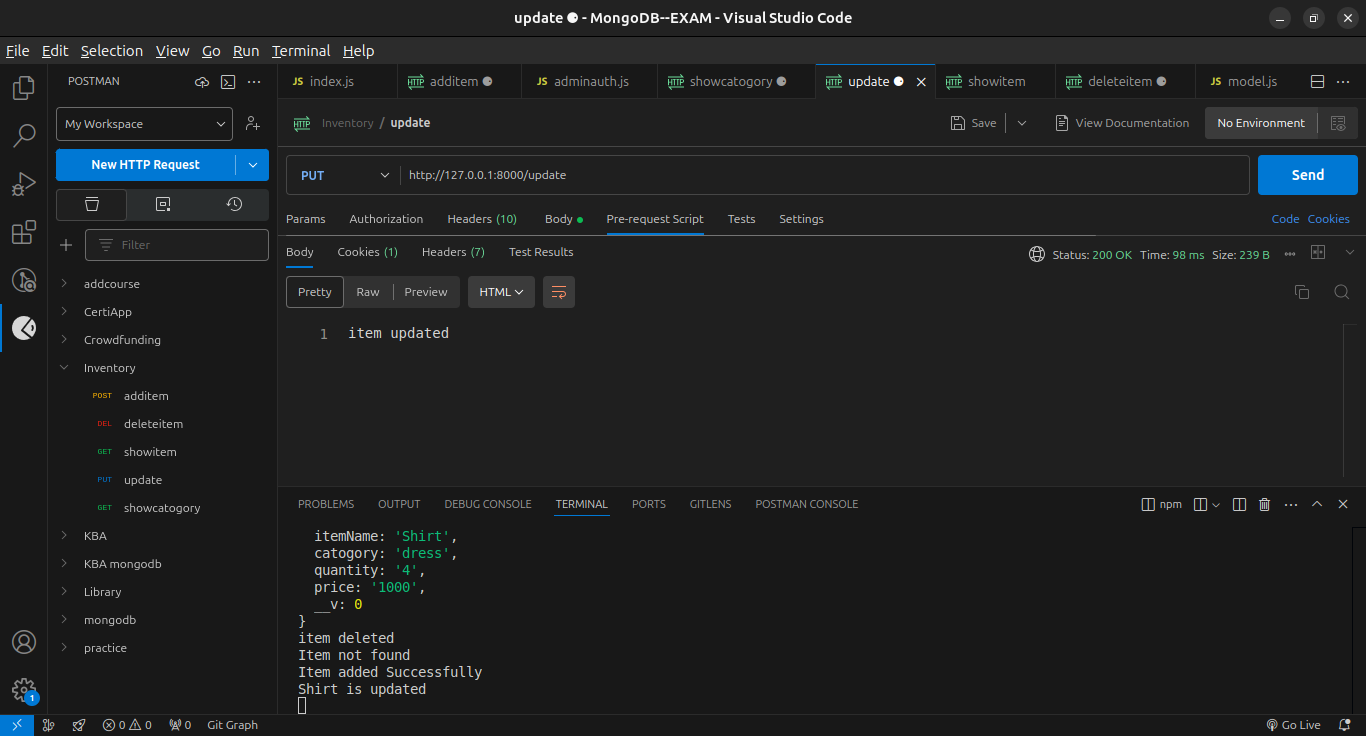 update - MongoDB--EXAM - Visual Studio Code
File Edit Selection View Go Run Terminal Help
POSTMAN
JS index.js
HTTP additem
JS adminauth.js
HTTP showcatogory
HTTP update
HTTP showitem
HTTP deleteitem
JS model.js
My Workspace
HTTP Inventory / update
Save
View Documentation
No Environment
New HTTP Request
PUT http://127.0.0.1:8000/update
Send
Params Authorization Headers (10) Body Pre-request Script Tests Settings
Code Cookies
Filter
Body Cookies (1) Headers (7) Test Results
Status: 200 OK Time: 98 ms Size: 239 B
Pretty Raw Preview HTML
1 item updated
addcourse
CertiApp
Crowdfunding
Inventory
POST additem
DEL deleteitem
GET showitem
PUT update
GET showcatogory
KBA
KBA mongodb
Library
mongodb
practice
PROBLEMS OUTPUT DEBUG CONSOLE TERMINAL PORTS GITLENS POSTMAN CONSOLE
npm
itemName: 'Shirt',
catogory: 'dress',
quantity: '4',
price: '1000',
__v: 0
}
item deleted
Item not found
Item added Successfully
Shirt is updated
1
0 0 0 Git Graph
Go Live